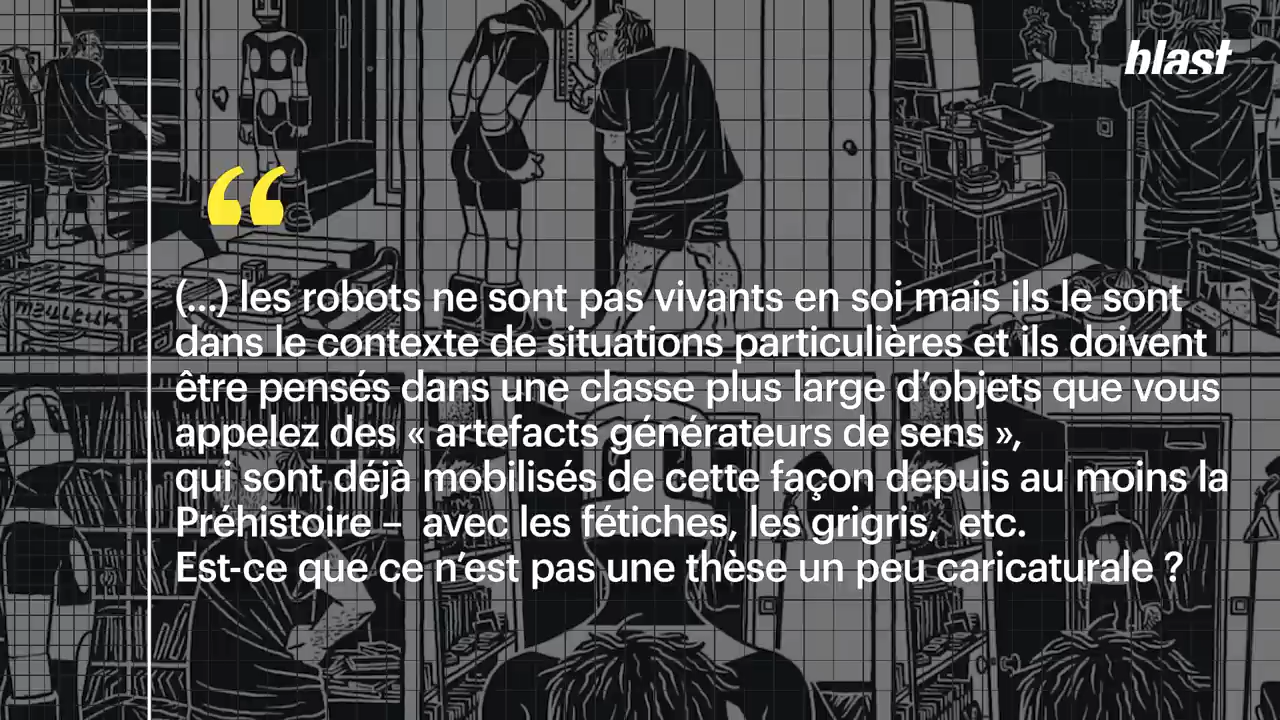 blast
“
(...) les robots ne sont pas vivants en soi mais ils le sont
dans le contexte de situations particulières et ils doivent
être pensés dans une classe plus large d’objets que vous
appelez des « artefacts générateurs de sens »,
qui sont déjà mobilisés de cette façon depuis au moins la
Préhistoire – avec les fétiches, les grigris, etc.
Est-ce que ce n’est pas une thèse un peu caricaturale ?